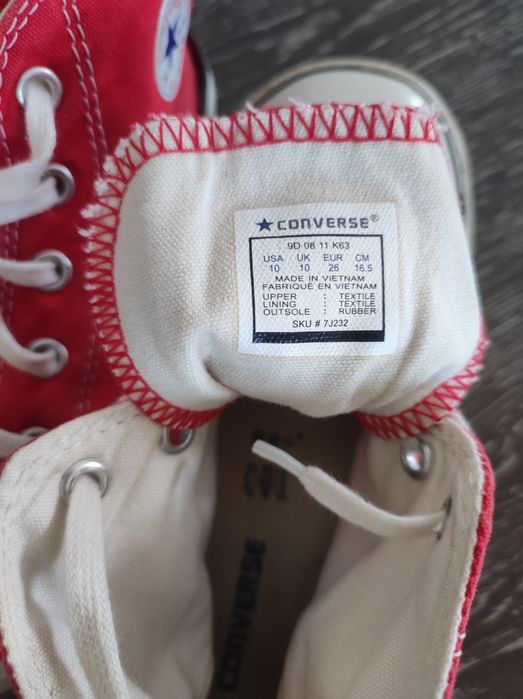 CONVERSE®
9D 08 11 K63
USA UK EUR CM
10 10 26 16.5
MADE IN VIETNAM
FABRIQUÉ EN VIETNAM
UPPER : TEXTILE
LINING : TEXTILE
OUTSOLE : RUBBER
SKU # 7J232
CONVERSE